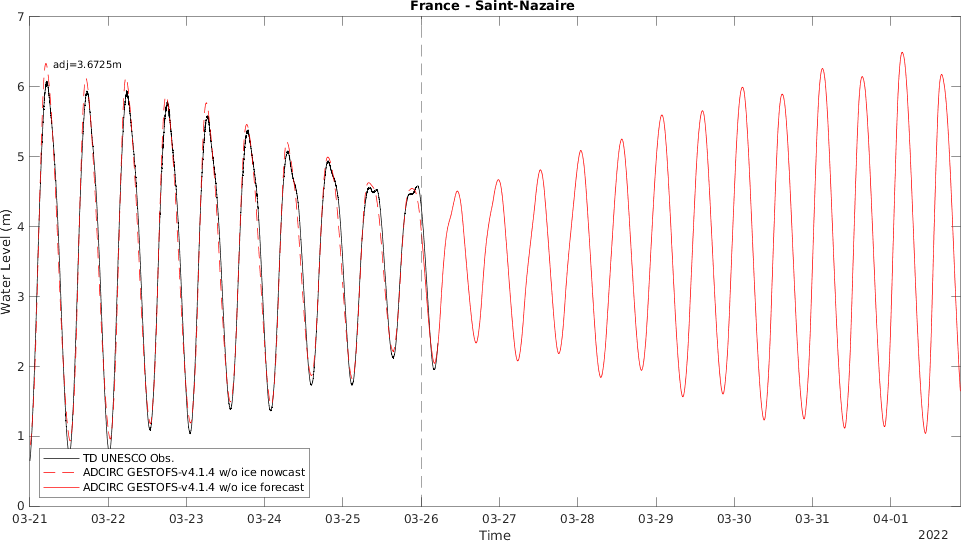 France - Saint-Nazaire
7
adj=3.6725m
6
5
4
Water Level (m)
3
2
1
0
TD UNESCO Obs.
ADCIRC GESTOFS-v4.1.4 w/o ice nowcast
ADCIRC GESTOFS-v4.1.4 w/o ice forecast
03-21 03-22 03-23 03-24 03-25 03-26 03-27 03-28 03-29 03-30 03-31 04-01
Time
2022